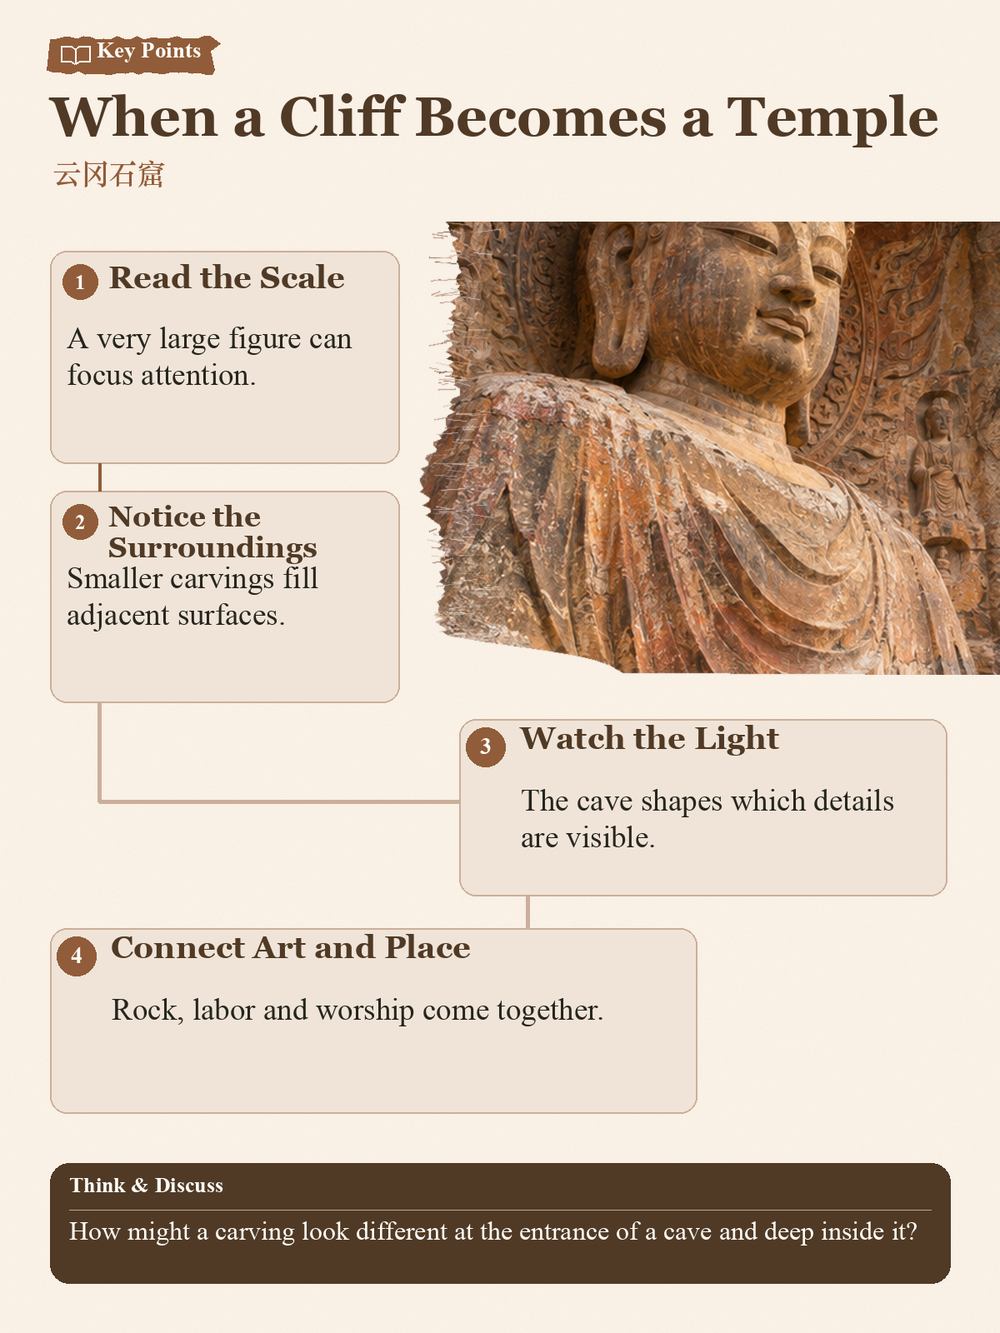 Key Points
When a Cliff Becomes a Temple
云冈石窟
1 Read the Scale
A very large figure can
focus attention.
2 Notice the
Surroundings
Smaller carvings fill
adjacent surfaces.
3 Watch the Light
The cave shapes which details
are visible.
4 Connect Art and Place
Rock, labor and worship come together.
Think & Discuss
How might a carving look different at the entrance of a cave and deep inside it?